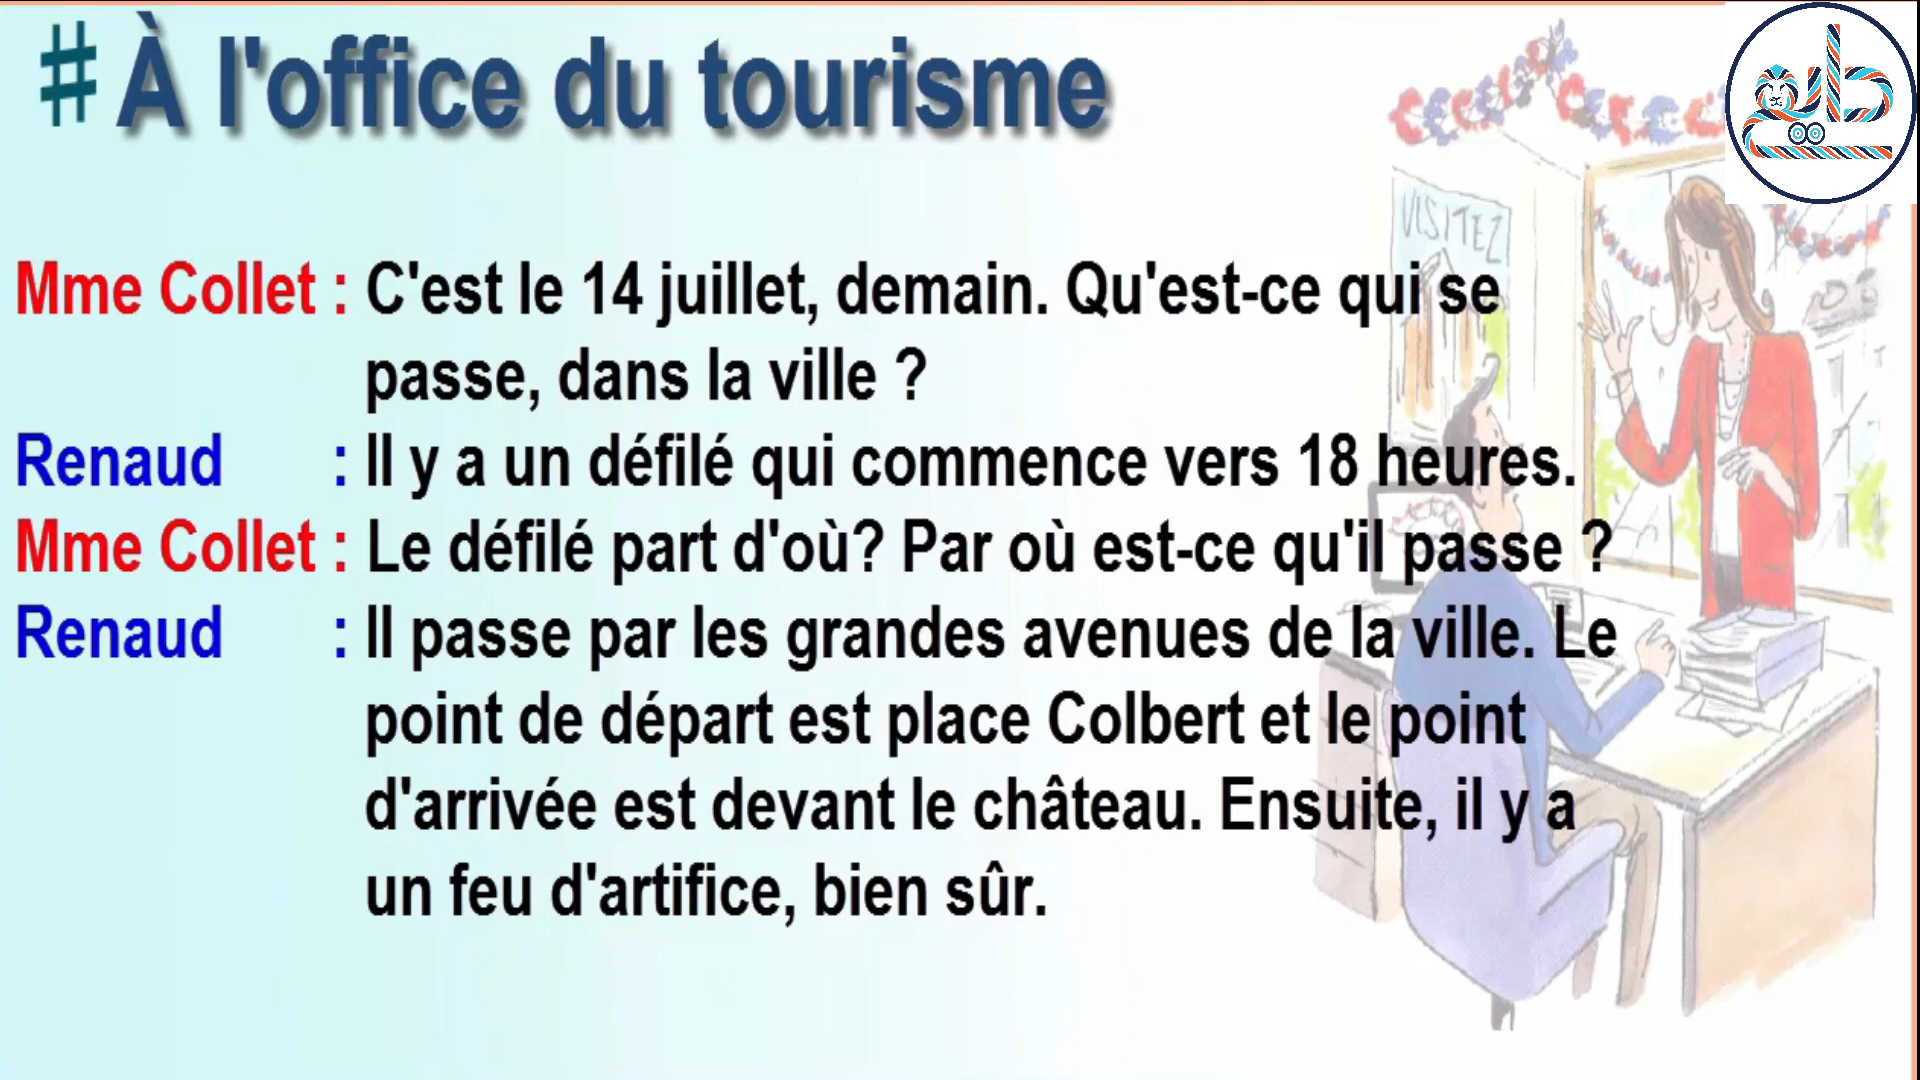 # À l'office du tourisme
VISITEZ
Mme Collet : C'est le 14 juillet, demain. Qu'est-ce qui se
passe, dans la ville ?
Renaud : Il y a un défilé qui commence vers 18 heures.
Mme Collet : Le défilé part d'où? Par où est-ce qu'il passe ?
Renaud : Il passe par les grandes avenues de la ville. Le
point de départ est place Colbert et le point
d'arrivée est devant le château. Ensuite, il y a
un feu d'artifice, bien sûr.